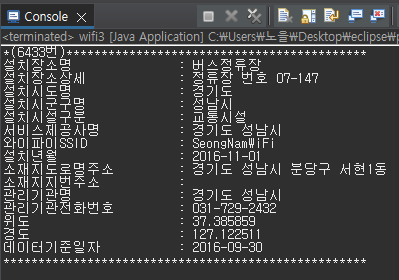 Console
<terminated> wifi3 [Java Application] C:₩Users₩노을₩Desktop₩eclipse₩
*(6433번)*********************************************
설치장소명 : 버스정류장
설치장소상세 : 정류장 번호 07-147
설치시도명 : 경기도
설치시군구명 : 성남시
설치시설구분 : 교통시설
서비스제공사명 : 경기도 성남시
와이파이SSID : SeongNam₩iFi
설치년월 : 2016-11-01
소재지도로명주소 : 경기도 성남시 분당구 서현1동
소재지지번주소 :
관리기관명 : 경기도 성남시
관리기관전화번호 : 031-729-2432
위도 : 37.385859
경도 : 127.122511
데이터기준일자 : 2016-09-30
******************************************************